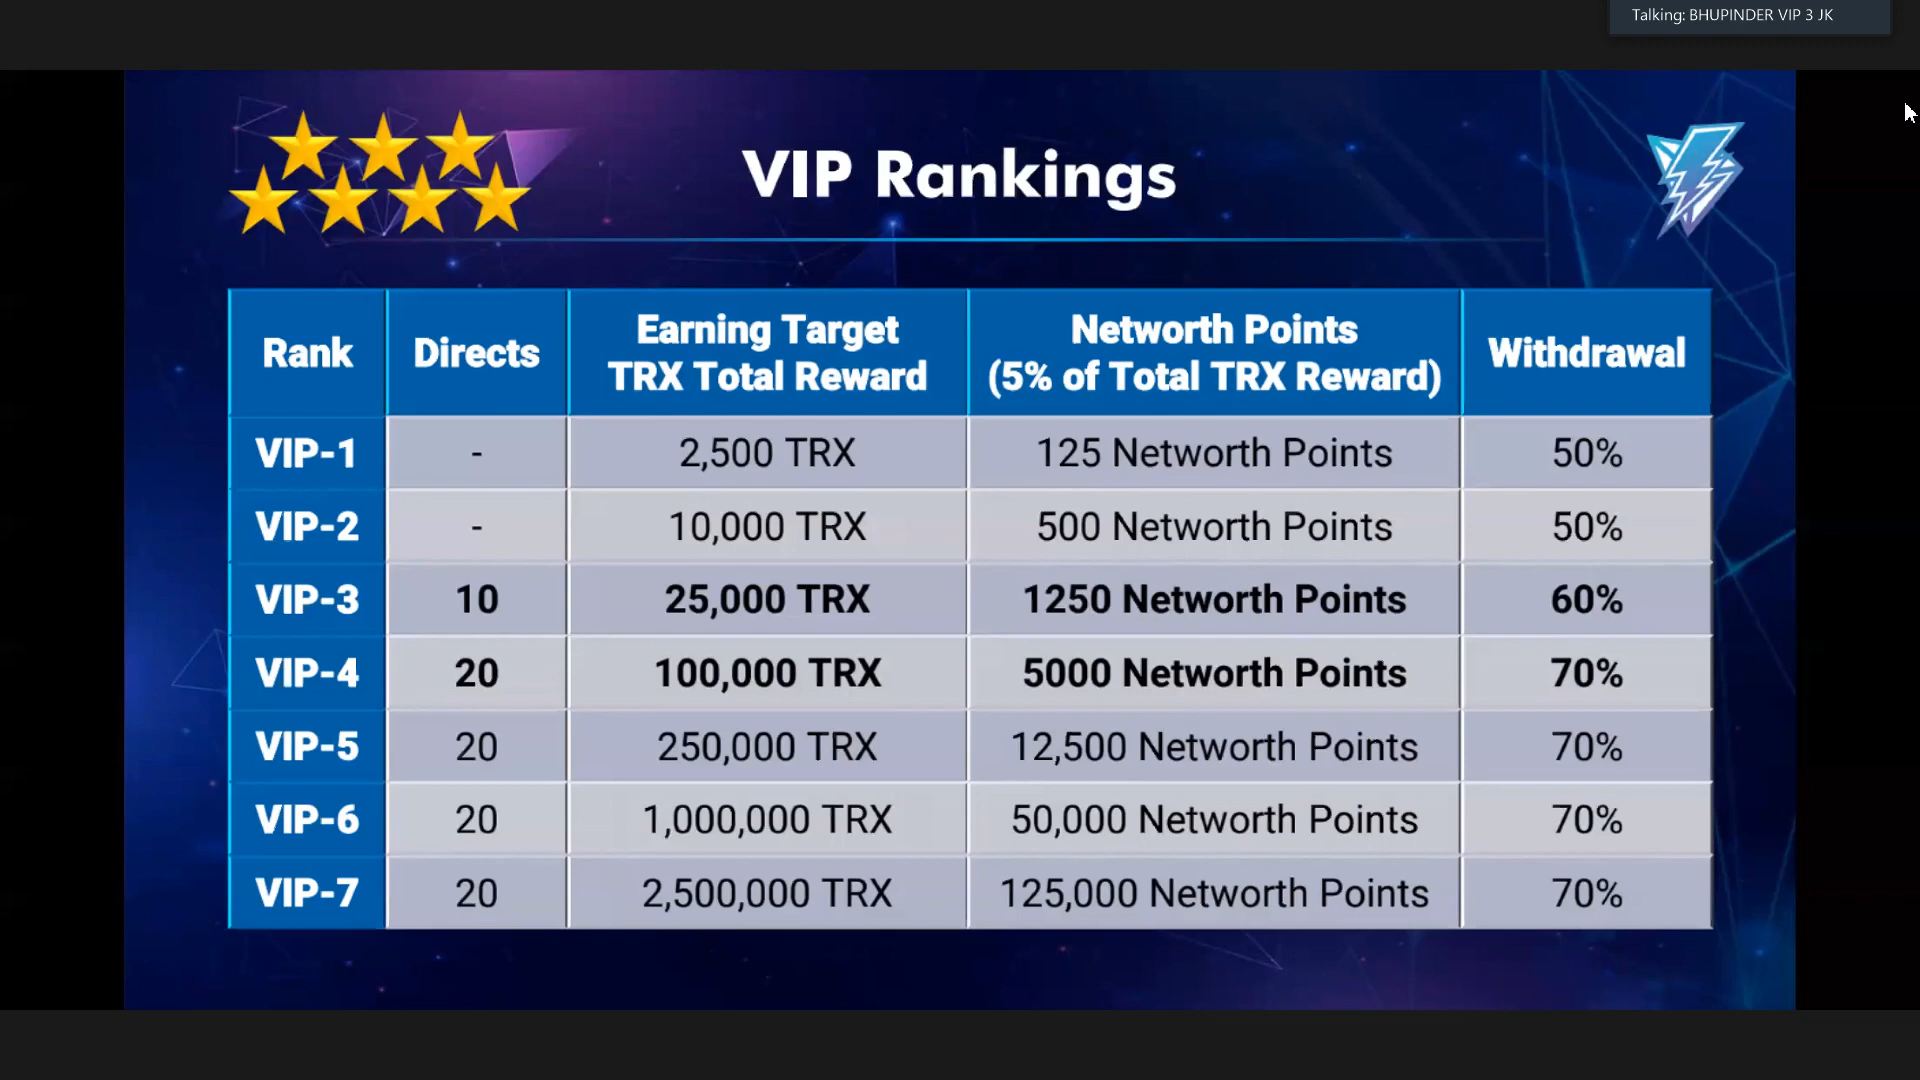 Talking: BHUPINDER VIP 3 JK
VIP Rankings
Rank Directs Earning Target TRX Total Reward Networth Points (5% of Total TRX Reward) Withdrawal
VIP-1 - 2,500 TRX 125 Networth Points 50%
VIP-2 - 10,000 TRX 500 Networth Points 50%
VIP-3 10 25,000 TRX 1250 Networth Points 60%
VIP-4 20 100,000 TRX 5000 Networth Points 70%
VIP-5 20 250,000 TRX 12,500 Networth Points 70%
VIP-6 20 1,000,000 TRX 50,000 Networth Points 70%
VIP-7 20 2,500,000 TRX 125,000 Networth Points 70%